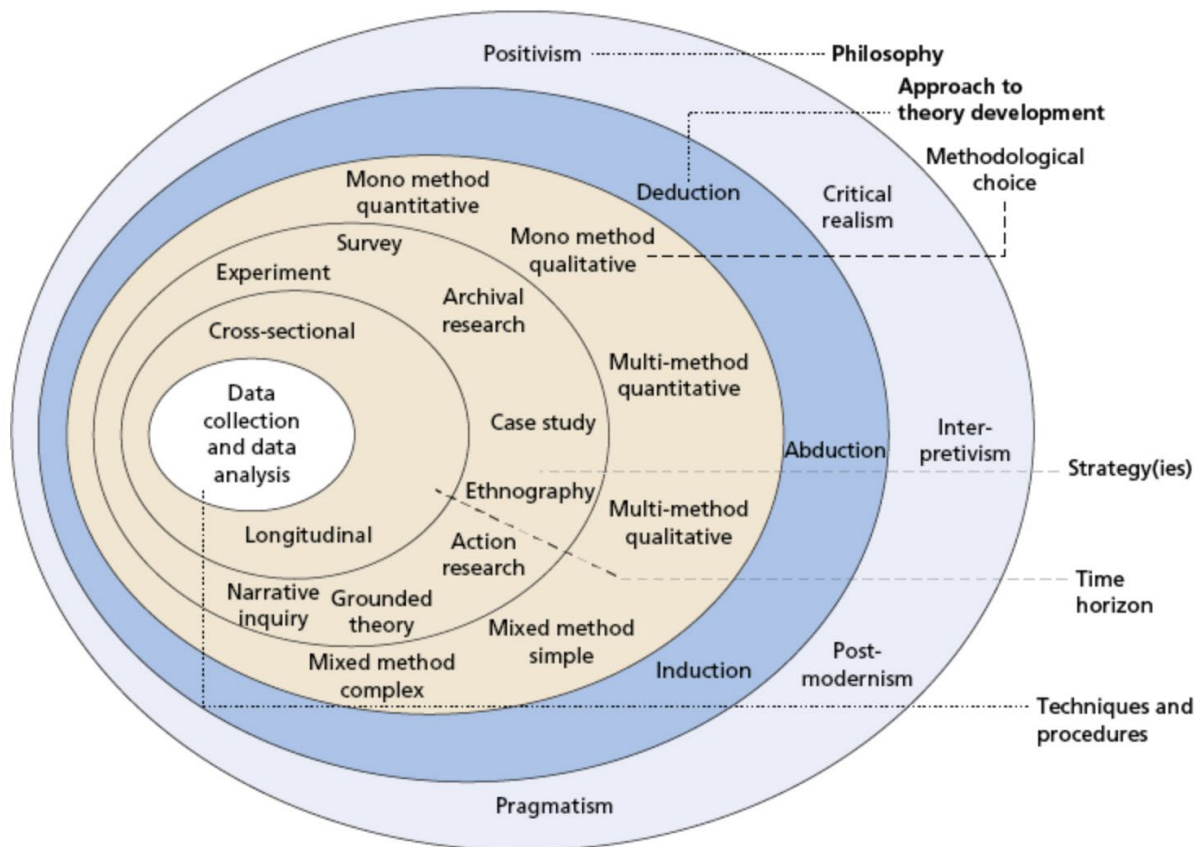 Positivism
Philosophy
Approach to
theory development
Methodological
choice
Mono method
quantitative
Deduction
Critical
realism
Mono method
qualitative
Survey
Experiment
Archival
research
Cross-sectional
Multi-method
quantitative
Data
collection
and data
analysis
Case study
Abduction
Inter-
pretivism
Strategy(ies)
Ethnography
Multi-method
qualitative
Longitudinal
Action
research
Time
horizon
Narrative
inquiry
Grounded
theory
Mixed method
simple
Mixed method
complex
Induction
Post-
modernism
Techniques and
procedures
Pragmatism